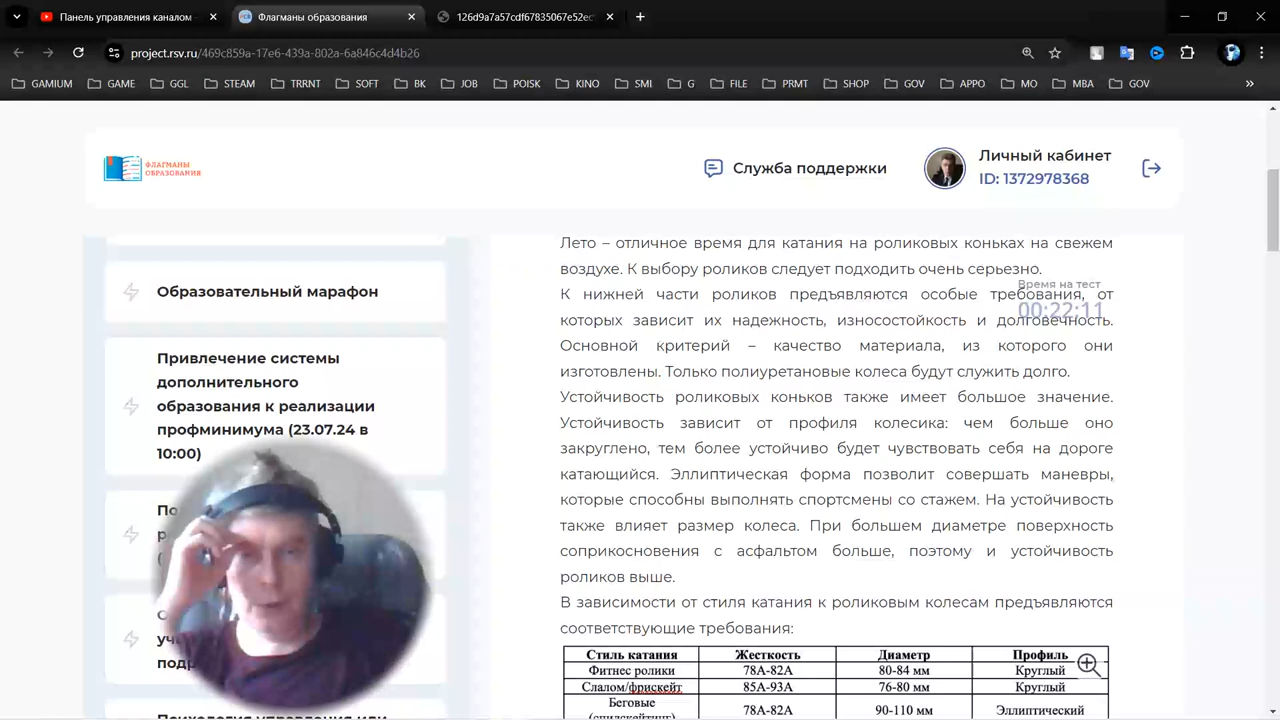 Панель управления каналом
Флагманы образования
126dfe7a57cdf67835067e52ec
project.rsv.ru/469c859a-17e6-439a-802a-6a846c4d4b26
GAMIUM
GAME
GGL
STEAM
TRRNT
SOFT
BK
JOB
POISK
KINO
SMI
G
FILE
PRMT
SHOP
GOV
APPO
MO
MBA
GOV
ФЛАГМАНЫ
ОБРАЗОВАНИЯ
Служба поддержки
Личный кабинет
ID: 1372978368
Образовательный марафон
Привлечение системы
дополнительного
образования к реализации
профминимума (23.07.24 в
10:00)
По
р
(
уч
под
Психология управления или
Время на тест
00:22:11
Лето – отличное время для катания на роликовых коньках на свежем
воздухе. К выбору роликов следует подходить очень серьезно.
К нижней части роликов предъявляются особые требования, от
которых зависит их надежность, износостойкость и долговечность.
Основной критерий – качество материала, из которого они
изготовлены. Только полиуретановые колеса будут служить долго.
Устойчивость роликовых коньков также имеет большое значение.
Устойчивость зависит от профиля колесика: чем больше оно
закруглено, тем более устойчиво будет чувствовать себя на дороге
катающийся. Эллиптическая форма позволит совершать маневры,
которые способны выполнять спортсмены со стажем. На устойчивость
также влияет размер колеса. При большем диаметре поверхность
соприкосновения с асфальтом больше, поэтому и устойчивость
роликов выше.
В зависимости от стиля катания к роликовым колесам предъявляются
соответствующие требования:
Стиль катания Жесткость Диаметр Профиль
Фитнес ролики 78А-82А 80-84 мм Круглый
Слалом/фрискейт 85А-93А 76-80 мм Круглый
Беговые
(спидскейтинг) 78А-82А 90-110 мм Эллиптический